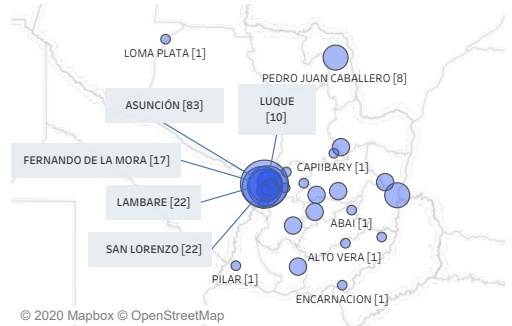 LOMA PLATA [1]
PEDRO JUAN CABALLERO [8]
ASUNCIÓN [83]
LUQUE
[10]
FERNANDO DE LA MORA [17]
CAPIIBARY [1]
LAMBARE [22]
ABAI [1]
SAN LORENZO [22]
ALTO VERA [1]
PILAR [1]
ENCARNACION [1]
© 2020 Mapbox © OpenStreetMap